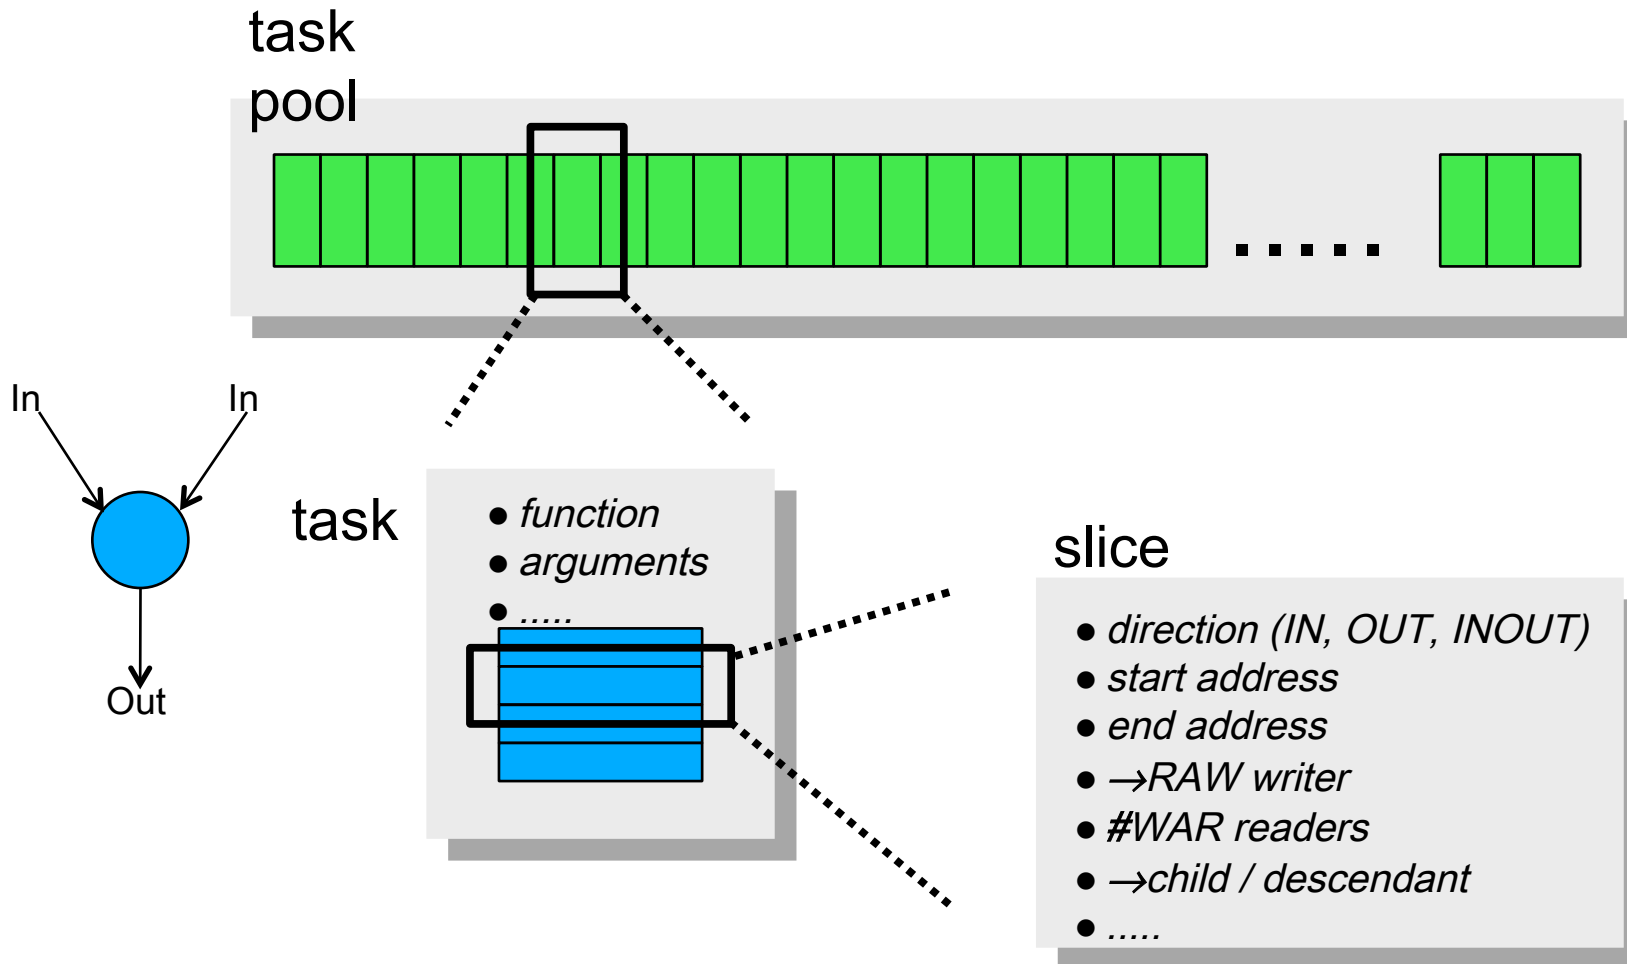 task
pool
.....
In
In
Out
task
● function
● arguments
● .....
slice
● direction (IN, OUT, INOUT)
● start address
● end address
● →RAW writer
● #WAR readers
● →child / descendant
● .....